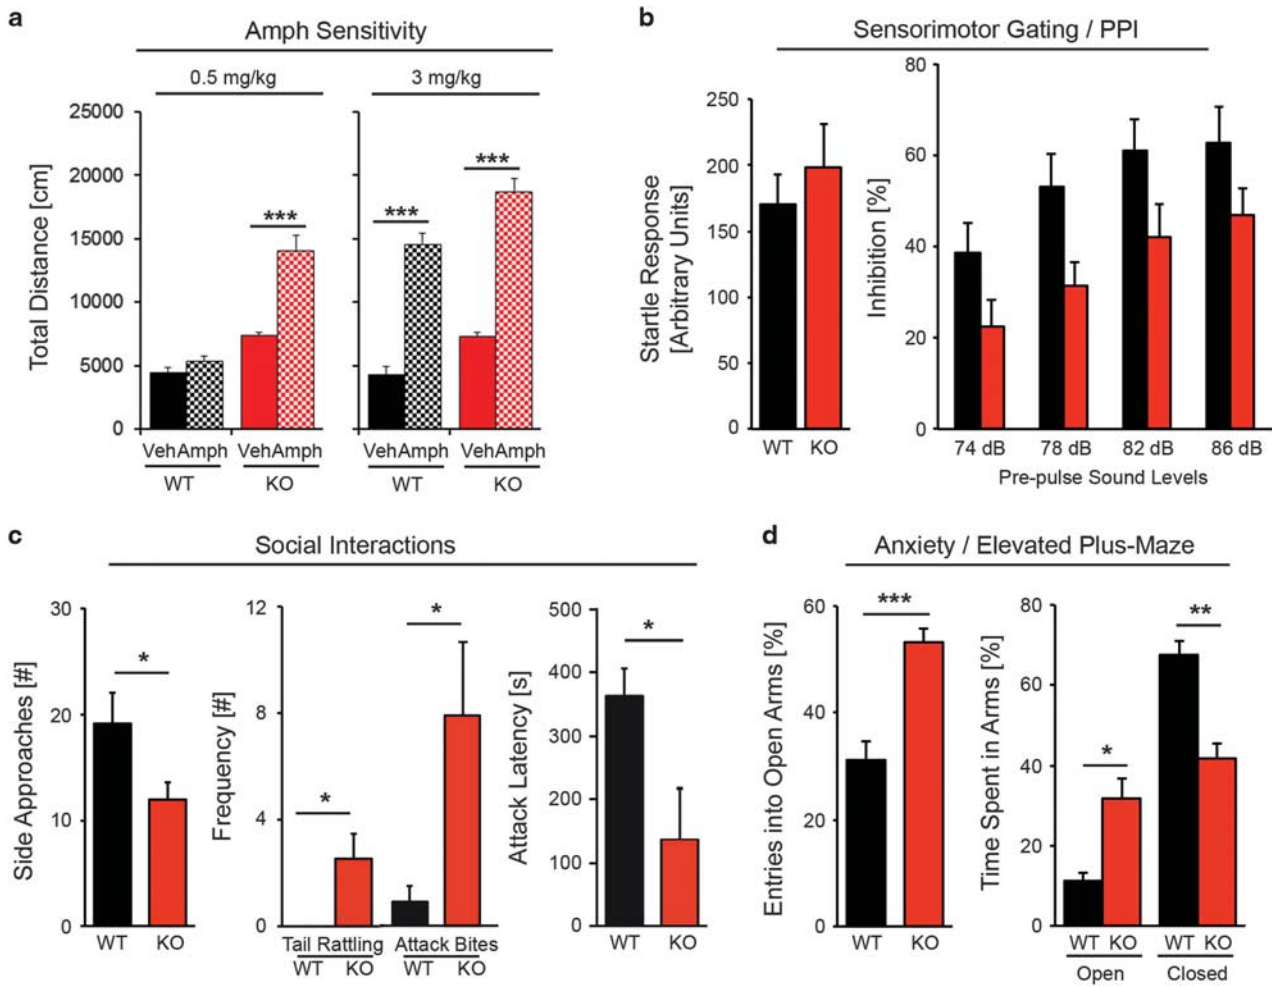 a
Amph Sensitivity
0.5 mg/kg
3 mg/kg
Total Distance [cm]
25000
20000
15000
10000
5000
0
***
***
***
VehAmph VehAmph
WT KO
VehAmph VehAmph
WT KO
b
Sensorimotor Gating / PPI
Startle Response
[Arbitrary Units]
250
200
150
100
50
0
WT KO
Inhibition [%]
80
60
40
20
0
74 dB 78 dB 82 dB 86 dB
Pre-pulse Sound Levels
c
Social Interactions
Side Approaches [#]
30
20
10
0
*
WT KO
Frequency [#]
12
8
4
0
*
*
Tail Rattling Attack Bites
WT KO WT KO
Attack Latency [s]
500
400
300
200
100
0
*
WT KO
d
Anxiety / Elevated Plus-Maze
Entries into Open Arms [%]
60
40
20
0
***
WT KO
Time Spent in Arms [%]
80
60
40
20
0
*
**
WT KO WT KO
Open Closed